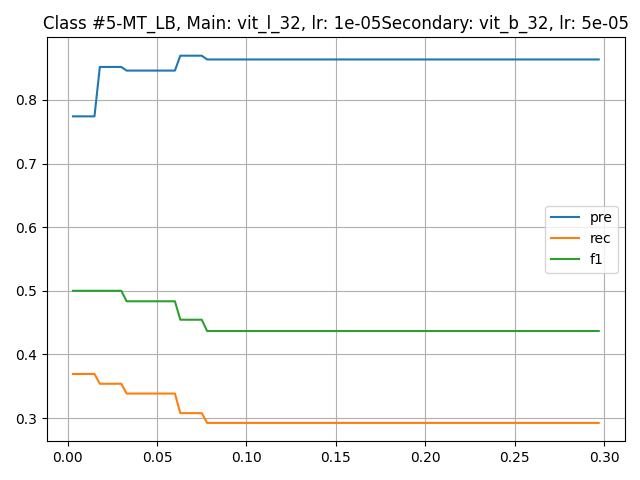 Class #5-MT_LB, Main: vit_l_32, lr: 1e-05Secondary: vit_b_32, lr: 5e-05
0.8
0.7
0.6
0.5
0.4
0.3
pre
rec
f1
0.00 0.05 0.10 0.15 0.20 0.25 0.30